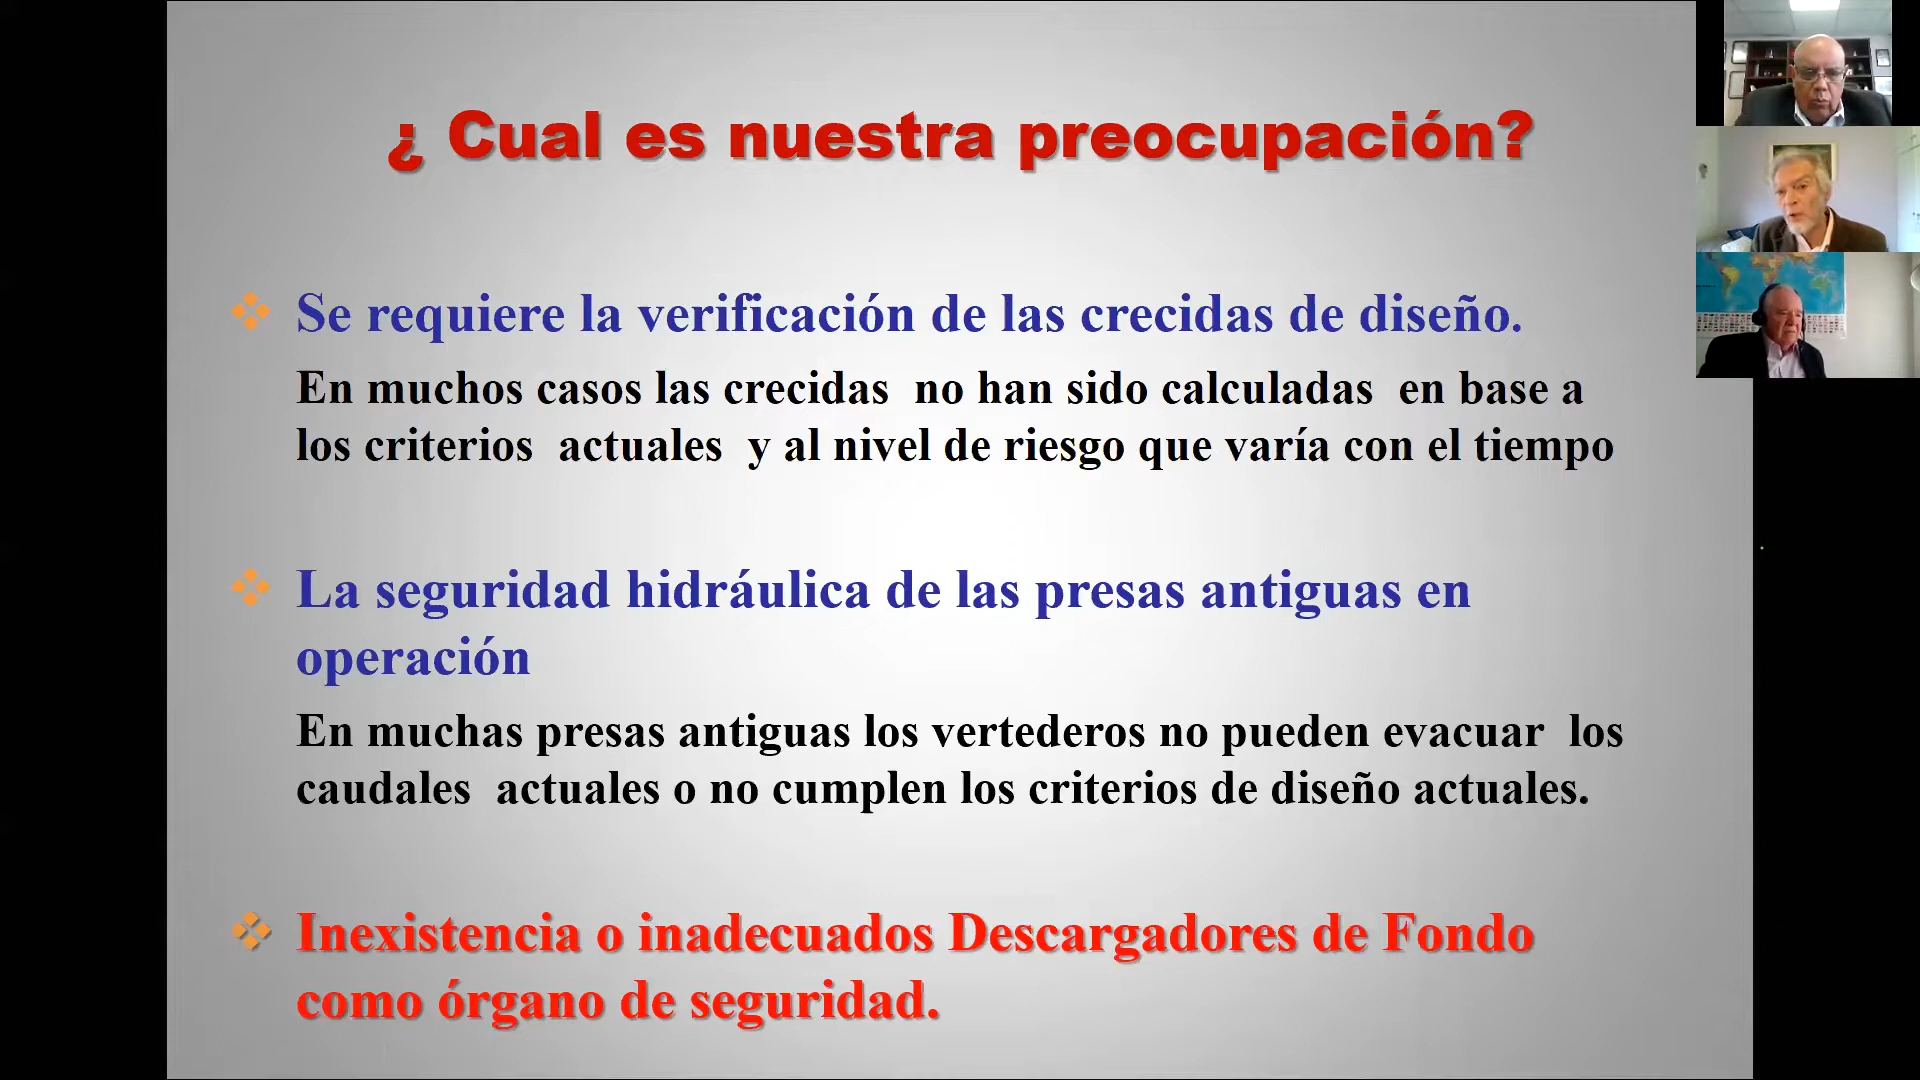 ¿ Cual es nuestra preocupación?
Se requiere la verificación de las crecidas de diseño.
En muchos casos las crecidas no han sido calculadas en base a
los criterios actuales y al nivel de riesgo que varía con el tiempo
La seguridad hidráulica de las presas antiguas en
operación
En muchas presas antiguas los vertederos no pueden evacuar los
caudales actuales o no cumplen los criterios de diseño actuales.
Inexistencia o inadecuados Descargadores de Fondo
como órgano de seguridad.